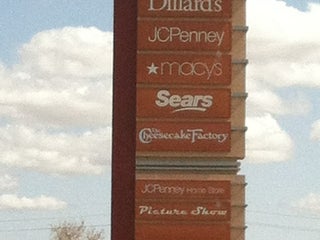 Dillard's
JCPenney
★macy's
Sears
The Cheesecake Factory
JCPenney Home Store
Picture Show